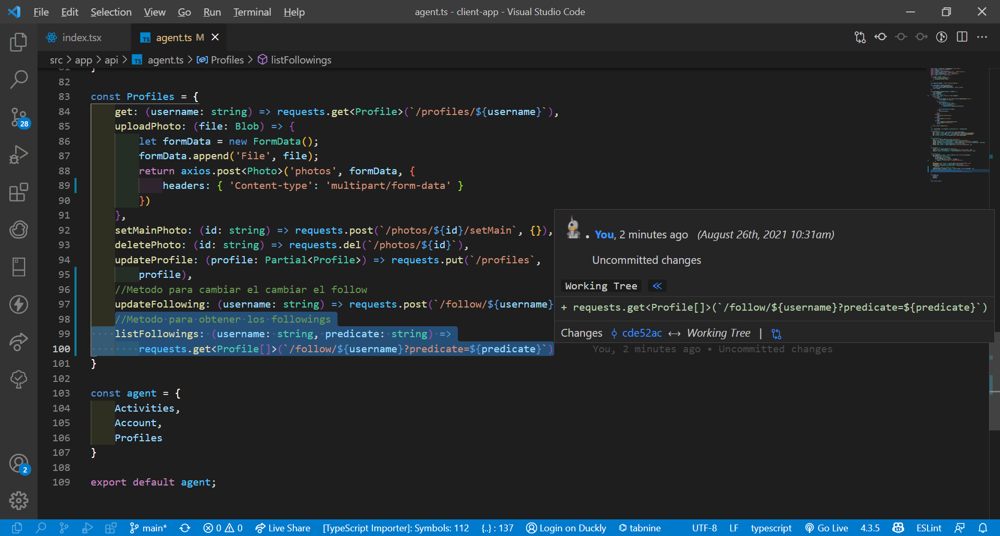 File Edit Selection View Go Run Terminal Help agent.ts - client-app - Visual Studio Code
index.tsx TS agent.ts M
src > app > api > TS agent.ts > Profiles > listFollowings
82
83 const Profiles = {
84 get: (username: string) => requests.get<Profile>(`/profiles/${username}`),
85 uploadPhoto: (file: Blob) => {
86 let formData = new FormData();
87 formData.append('File', file);
88 return axios.post<Photo>('photos', formData, {
89 headers: { 'Content-type': 'multipart/form-data' }
90 })
91 },
92 setMainPhoto: (id: string) => requests.post(`/photos/${id}/setMain`, {}),
93 deletePhoto: (id: string) => requests.del(`/photos/${id}`),
94 updateProfile: (profile: Partial<Profile>) => requests.put(`/profiles`,
95 profile),
96 //Metodo para cambiar el cambiar el follow
97 updateFollowing: (username: string) => requests.post(`/follow/${username}
98 //Metodo para obtener los followings
99 listFollowings: (username: string, predicate: string) =>
100 requests.get<Profile[]>(`/follow/${username}?predicate=${predicate}`) You, 2 minutes ago • Uncommitted changes
101 }
102
103 const agent = {
104 Activities,
105 Account,
106 Profiles
107 }
108
109 export default agent;
You, 2 minutes ago (August 26th, 2021 10:31am)
Uncommitted changes
Working Tree «
+ requests.get<Profile[]>(`/follow/${username}?predicate=${predicate}`)
Changes cde52ac ↔ Working Tree |
28
2
main* 0 0 Live Share [TypeScript Importer]: Symbols: 112 {..} : 137 Login on Duckly tabnine UTF-8 LF typescript Go Live 4.3.5 ESLint